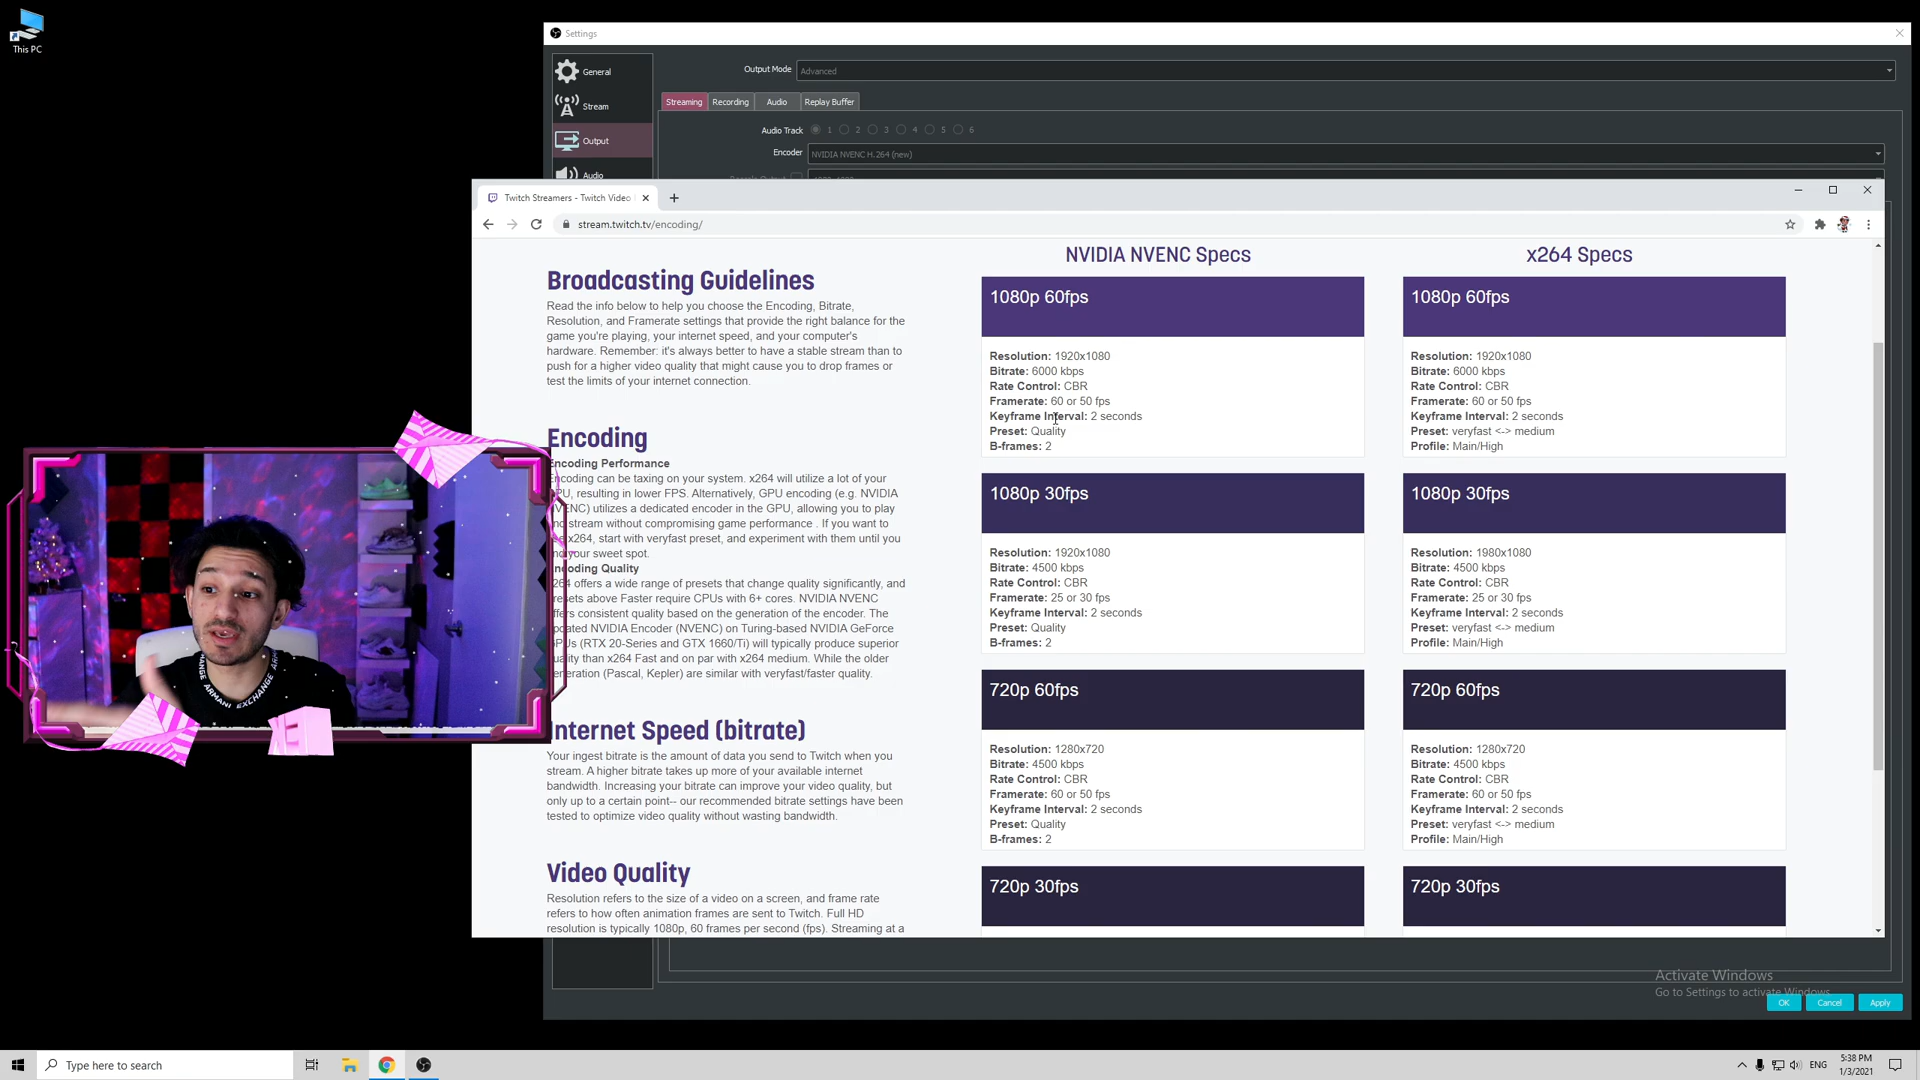 This PC
Settings
General
Stream
Output
Audio
Output Mode
Advanced
Streaming
Recording
Audio
Replay Buffer
Audio Track
1
2
3
4
5
6
Encoder
NVIDIA NVENC H.264 (new)
Twitch Streamers - Twitch Video
stream.twitch.tv/encoding/
Broadcasting Guidelines
Read the info below to help you choose the Encoding, Bitrate,
Resolution, and Framerate settings that provide the right balance for the
game you're playing, your internet speed, and your computer's
hardware. Remember: it's always better to have a stable stream than to
push for a higher video quality that might cause you to drop frames or
test the limits of your internet connection.
Encoding
Encoding Performance
Encoding can be taxing on your system. x264 will utilize a lot of your
resulting in lower FPS. Alternatively, GPU encoding (e.g. NVIDIA
utilizes a dedicated encoder in the GPU, allowing you to play
stream without compromising game performance . If you want to
x264, start with veryfast preset, and experiment with them until you
your sweet spot.
Encoding Quality
offers a wide range of presets that change quality significantly, and
presets above Faster require CPUs with 6+ cores. NVIDIA NVENC
offers consistent quality based on the generation of the encoder. The
updated NVIDIA Encoder (NVENC) on Turing-based NVIDIA GeForce
GPUs (RTX 20-Series and GTX 1660/Ti) will typically produce superior
quality than x264 Fast and on par with x264 medium. While the older
generation (Pascal, Kepler) are similar with veryfast/faster quality.
Internet Speed (bitrate)
Your ingest bitrate is the amount of data you send to Twitch when you
stream. A higher bitrate takes up more of your available internet
bandwidth. Increasing your bitrate can improve your video quality, but
only up to a certain point-- our recommended bitrate settings have been
tested to optimize video quality without wasting bandwidth.
Video Quality
Resolution refers to the size of a video on a screen, and frame rate
refers to how often animation frames are sent to Twitch. Full HD
resolution is typically 1080p, 60 frames per second (fps). Streaming at a
NVIDIA NVENC Specs
1080p 60fps
Resolution: 1920x1080
Bitrate: 6000 kbps
Rate Control: CBR
Framerate: 60 or 50 fps
Keyframe Interval: 2 seconds
Preset: Quality
B-frames: 2
1080p 30fps
Resolution: 1920x1080
Bitrate: 4500 kbps
Rate Control: CBR
Framerate: 25 or 30 fps
Keyframe Interval: 2 seconds
Preset: Quality
B-frames: 2
720p 60fps
Resolution: 1280x720
Bitrate: 4500 kbps
Rate Control: CBR
Framerate: 60 or 50 fps
Keyframe Interval: 2 seconds
Preset: Quality
B-frames: 2
720p 30fps
x264 Specs
1080p 60fps
Resolution: 1920x1080
Bitrate: 6000 kbps
Rate Control: CBR
Framerate: 60 or 50 fps
Keyframe Interval: 2 seconds
Preset: veryfast <-> medium
Profile: Main/High
1080p 30fps
Resolution: 1980x1080
Bitrate: 4500 kbps
Rate Control: CBR
Framerate: 25 or 30 fps
Keyframe Interval: 2 seconds
Preset: veryfast <-> medium
Profile: Main/High
720p 60fps
Resolution: 1280x720
Bitrate: 4500 kbps
Rate Control: CBR
Framerate: 60 or 50 fps
Keyframe Interval: 2 seconds
Preset: veryfast <-> medium
Profile: Main/High
720p 30fps
ARMANI EXCHANGE
Activate Windows
Go to Settings to activate Windows.
OK
Cancel
Apply
Type here to search
ENG
5:38 PM
1/3/2021